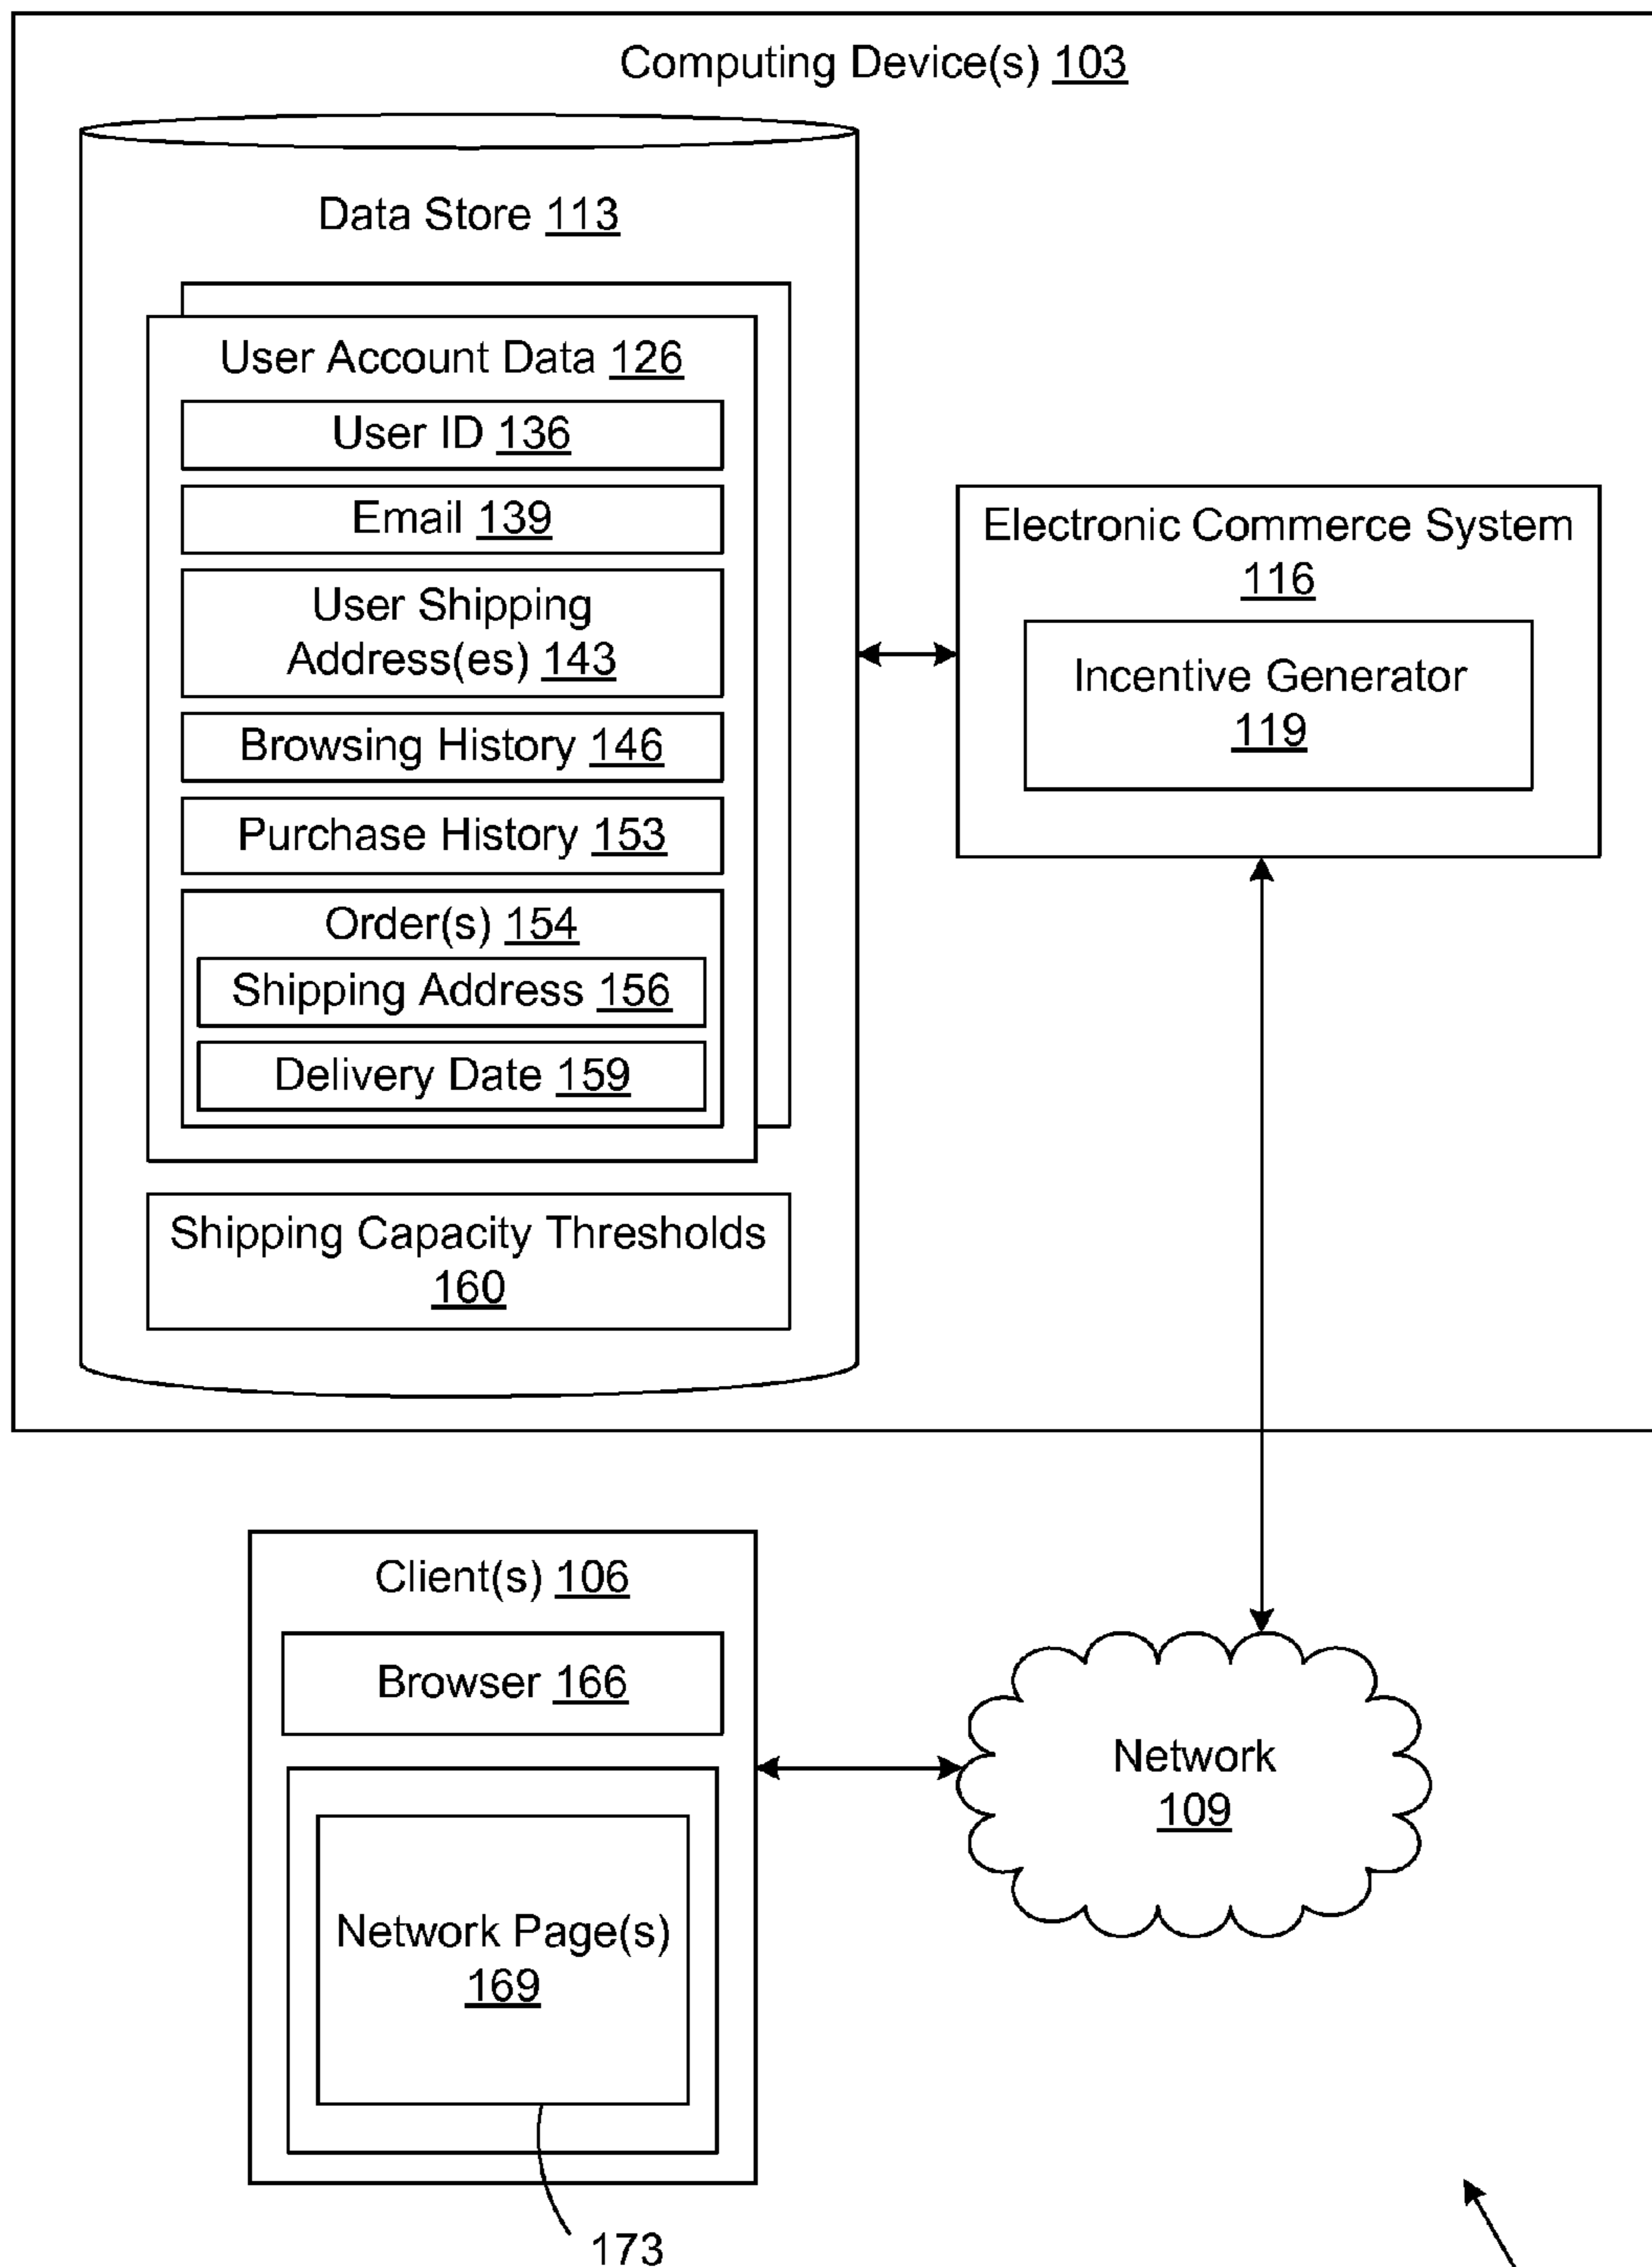 Computing Device(s) 103
Data Store 113
User Account Data 126
User ID 136
Email 139
User Shipping
Address(es) 143
Browsing History 146
Purchase History 153
Order(s) 154
Shipping Address 156
Delivery Date 159
Shipping Capacity Thresholds
160
Electronic Commerce System
116
Incentive Generator
119
Client(s) 106
Browser 166
Network Page(s)
169
173
Network
109